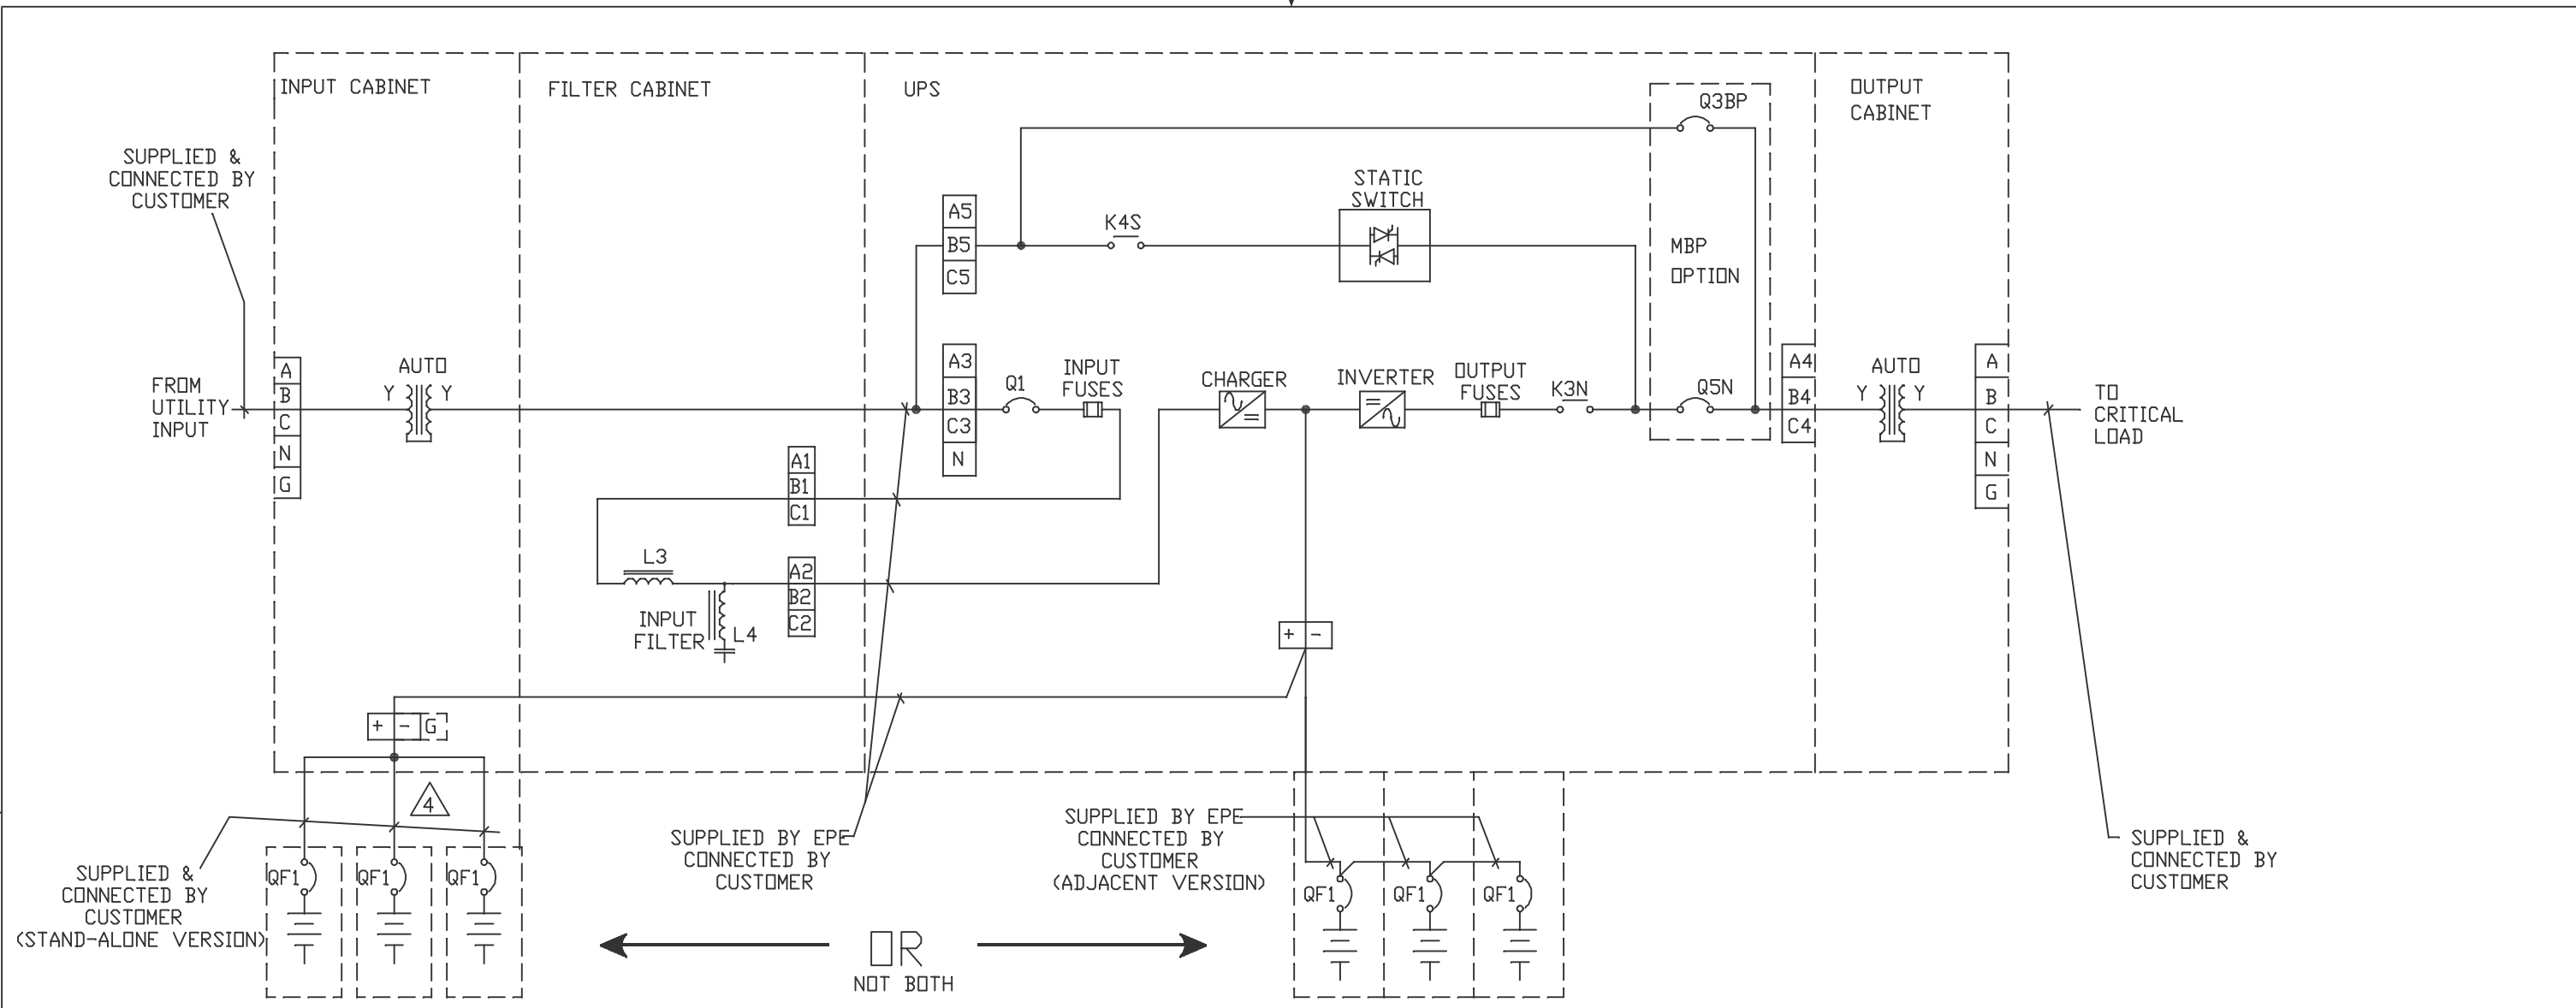 INPUT CABINET
FILTER CABINET
UPS
OUTPUT
CABINET
Q3BP
SUPPLIED &
CONNECTED BY
CUSTOMER
STATIC
SWITCH
K4S
A5
B5
C5
MBP
OPTION
FROM
UTILITY
INPUT
A
B
C
N
G
AUTO
Y Y
A3
B3
C3
N
Q1
INPUT
FUSES
CHARGER
INVERTER
OUTPUT
FUSES
K3N
Q5N
A4
B4
C4
AUTO
Y Y
A
B
C
N
G
TO
CRITICAL
LOAD
A1
B1
C1
L3
A2
B2
C2
INPUT
FILTER
L4
+ -
+ - G
4
SUPPLIED &
CONNECTED BY
CUSTOMER
(STAND-ALONE VERSION)
QF1 QF1 QF1
SUPPLIED BY EPE
CONNECTED BY
CUSTOMER
SUPPLIED BY EPE
CONNECTED BY
CUSTOMER
(ADJACENT VERSION)
QF1 QF1 QF1
SUPPLIED &
CONNECTED BY
CUSTOMER
OR
NOT BOTH